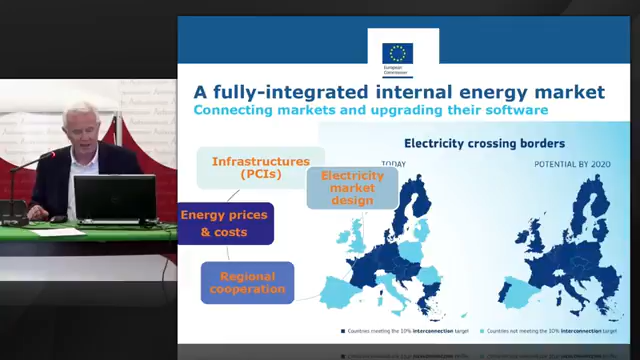 European
Commission
A fully-integrated internal energy market
Connecting markets and upgrading their software
Electricity crossing borders
Infrastructures
(PCIs)
TODAY
POTENTIAL BY 2020
Electricity
market
design
Energy prices
& costs
Regional
cooperation
Countries meeting the 10% interconnection target
Countries not meeting the 10% interconnection target